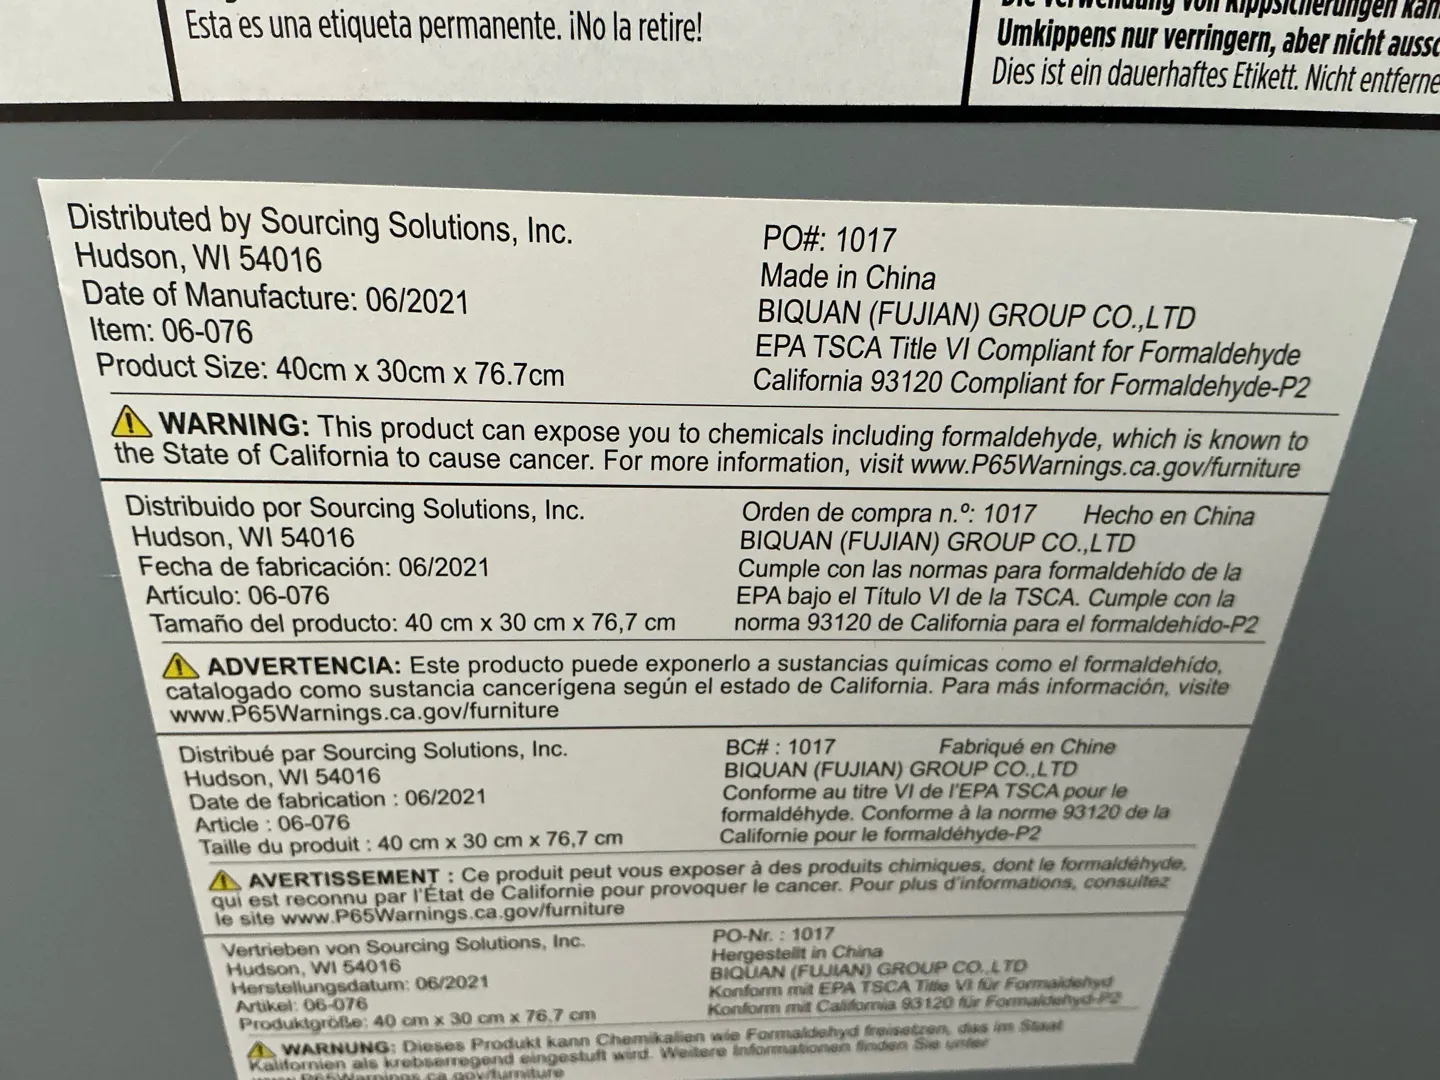 Esta es una etiqueta permanente. ¡No la retire!
Umkippens nur verringern, aber nicht
Dies ist ein dauerhaftes Etikett. Nicht
Distributed by Sourcing Solutions, Inc.
Hudson, WI 54016
Date of Manufacture: 06/2021
Item: 06-076
Product Size: 40cm x 30cm x 76.7cm
PO#: 1017
Made in China
BIQUAN (FUJIAN) GROUP CO.,LTD
EPA TSCA Title VI Compliant for Formaldehyde
California 93120 Compliant for Formaldehyde-P2
WARNING: This product can expose you to chemicals including formaldehyde, which is known to
the State of California to cause cancer. For more information, visit www.P65Warnings.ca.gov/furniture
Distribuido por Sourcing Solutions, Inc.
Hudson, WI 54016
Fecha de fabricación: 06/2021
Artículo: 06-076
Tamaño del producto: 40 cm x 30 cm x 76,7 cm
Orden de compra n.º: 1017 Hecho en China
BIQUAN (FUJIAN) GROUP CO.,LTD
Cumple con las normas para formaldehído de la
EPA bajo el Título VI de la TSCA. Cumple con la
norma 93120 de California para el formaldehído-P2
ADVERTENCIA: Este producto puede exponerlo a sustancias químicas como el formaldehído,
catalogado como sustancia cancerígena según el estado de California. Para más información, visite
www.P65Warnings.ca.gov/furniture
Distribué par Sourcing Solutions, Inc.
Hudson, WI 54016
Date de fabrication : 06/2021
Article : 06-076
Taille du produit : 40 cm x 30 cm x 76,7 cm
BC# : 1017 Fabriqué en Chine
BIQUAN (FUJIAN) GROUP CO.,LTD
Conforme au titre VI de l'EPA TSCA pour le
formaldéhyde. Conforme à la norme 93120 de la
Californie pour le formaldéhyde-P2
AVERTISSEMENT : Ce produit peut vous exposer à des produits chimiques, dont le formaldéhyde,
qui est reconnu par l'État de Californie pour provoquer le cancer. Pour plus d'informations, consultez
le site www.P65Warnings.ca.gov/furniture
Vertrieben von Sourcing Solutions, Inc.
Hudson, WI 54016
Herstellungsdatum: 06/2021
Artikel: 06-076
Produktgröße: 40 cm x 30 cm x 76,7 cm
PO-Nr. : 1017
Hergestellt in China
BIQUAN (FUJIAN) GROUP CO.,LTD
Konform mit EPA TSCA Title VI für Formaldehyd
Konform mit California 93120 für Formaldehyd-P2
WARNUNG: Dieses Produkt kann Chemikalien wie Formaldehyd freisetzen, das im Staat
Kalifornien als krebserregend eingestuft wird. Weitere Informationen finden Sie unter
www.P65Warnings.ca.gov/furniture